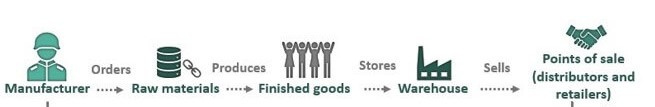 Manufacturer
Orders
Raw materials
Produces
Finished goods
Stores
Warehouse
Sells
Points of sale
(distributors and
retailers)